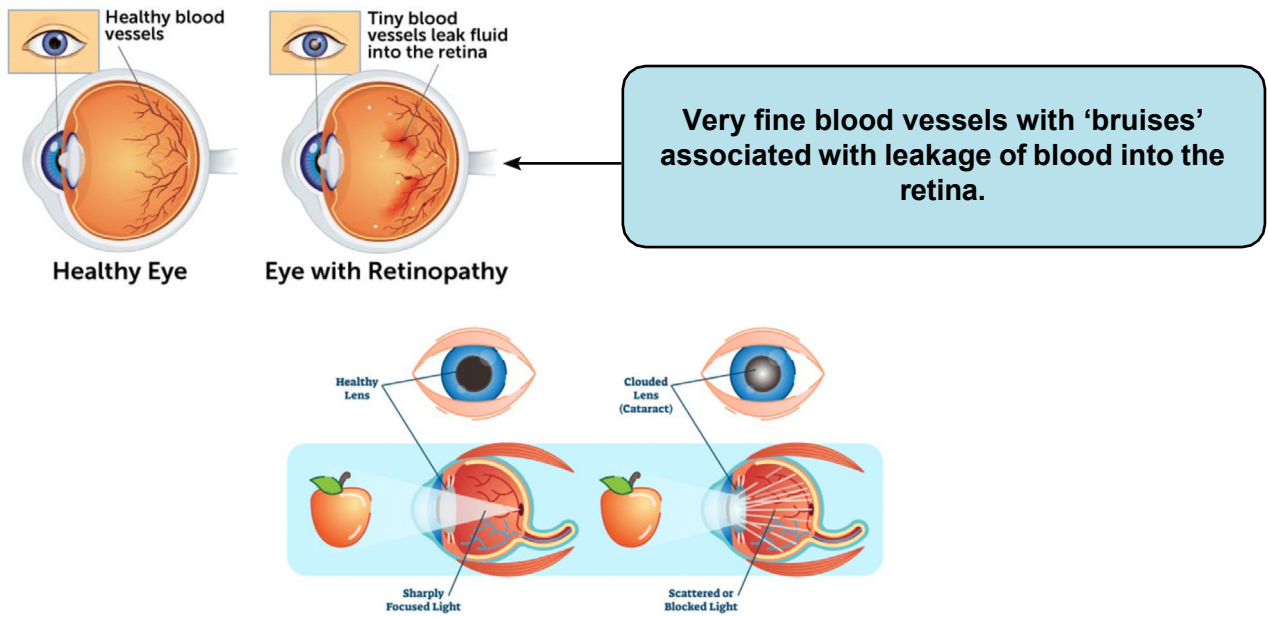 Healthy blood
vessels
Tiny blood
vessels leak fluid
into the retina
Very fine blood vessels with ‘bruises’
associated with leakage of blood into the
retina.
Healthy Eye
Eye with Retinopathy
Healthy
Lens
Clouded
Lens
(Cataract)
Sharply
Focused Light
Scattered or
Blocked Light